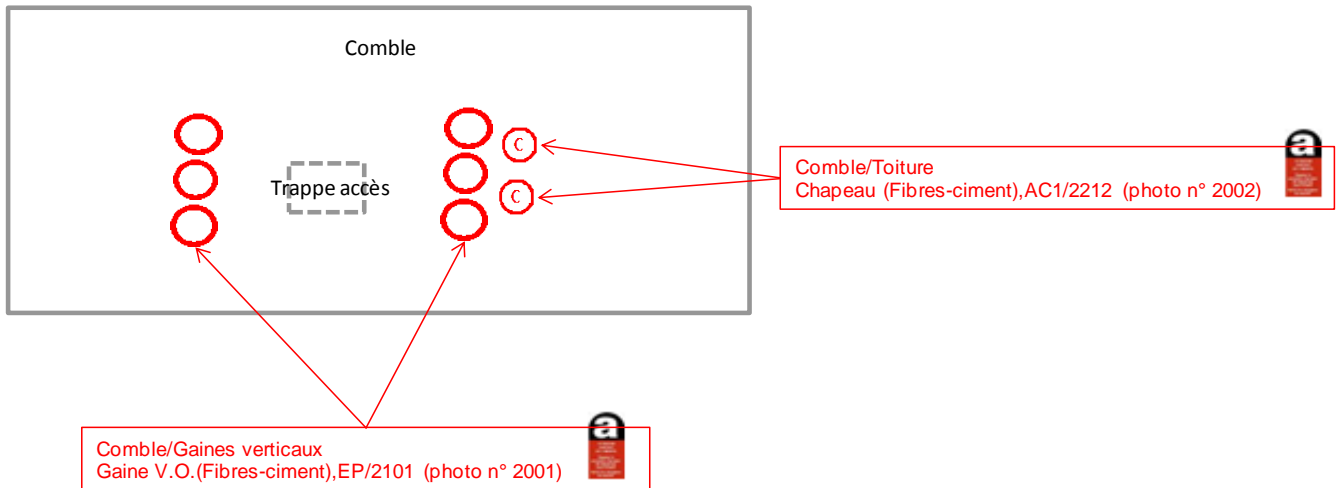 Comble
C
Trappe accès
C
Comble/Toiture
Chapeau (Fibres-ciment),AC1/2212 (photo n° 2002)
a
Comble/Gaines verticaux
Gaine V.O.(Fibres-ciment),EP/2101 (photo n° 2001)
a